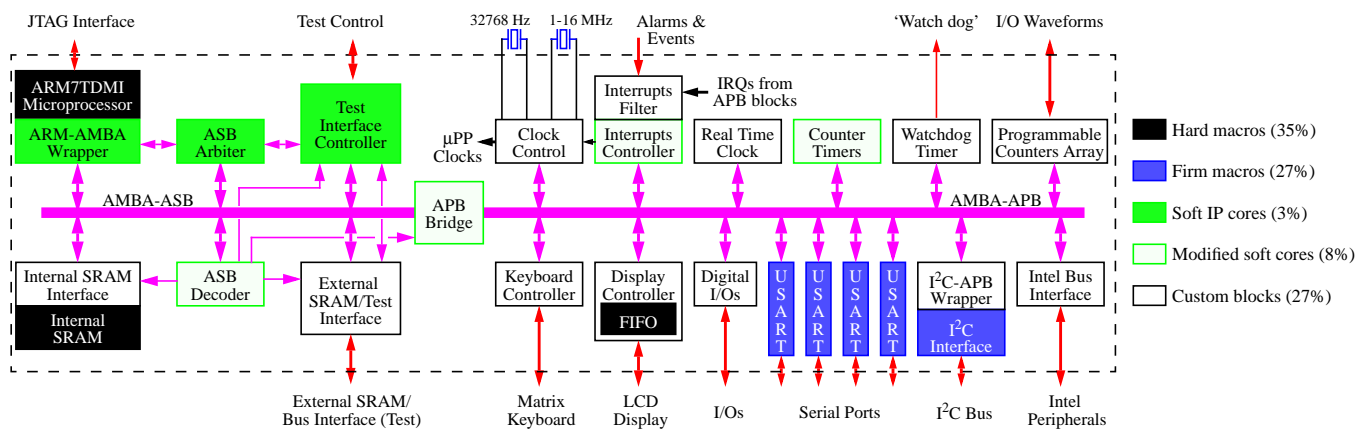 JTAG Interface
Test Control
32768 Hz
1-16 MHz
Alarms &
Events
‘Watch dog’
I/O Waveforms
ARM7TDMI
Microprocessor
ARM-AMBA
Wrapper
ASB
Arbiter
Test
Interface
Controller
µPP
Clocks
Clock
Control
Interrupts
Filter
IRQs from
APB blocks
Interrupts
Controller
Real Time
Clock
Counter
Timers
Watchdog
Timer
Programmable
Counters Array
AMBA-ASB
APB
Bridge
AMBA-APB
Internal SRAM
Interface
Internal
SRAM
ASB
Decoder
External
SRAM/Test
Interface
Keyboard
Controller
Display
Controller
FIFO
Digital
I/Os
USART
USART
USART
USART
I²C-APB
Wrapper
I²C
Interface
Intel Bus
Interface
External SRAM/
Bus Interface (Test)
Matrix
Keyboard
LCD
Display
I/Os
Serial Ports
I²C Bus
Intel
Peripherals
Hard macros (35%)
Firm macros (27%)
Soft IP cores (3%)
Modified soft cores (8%)
Custom blocks (27%)